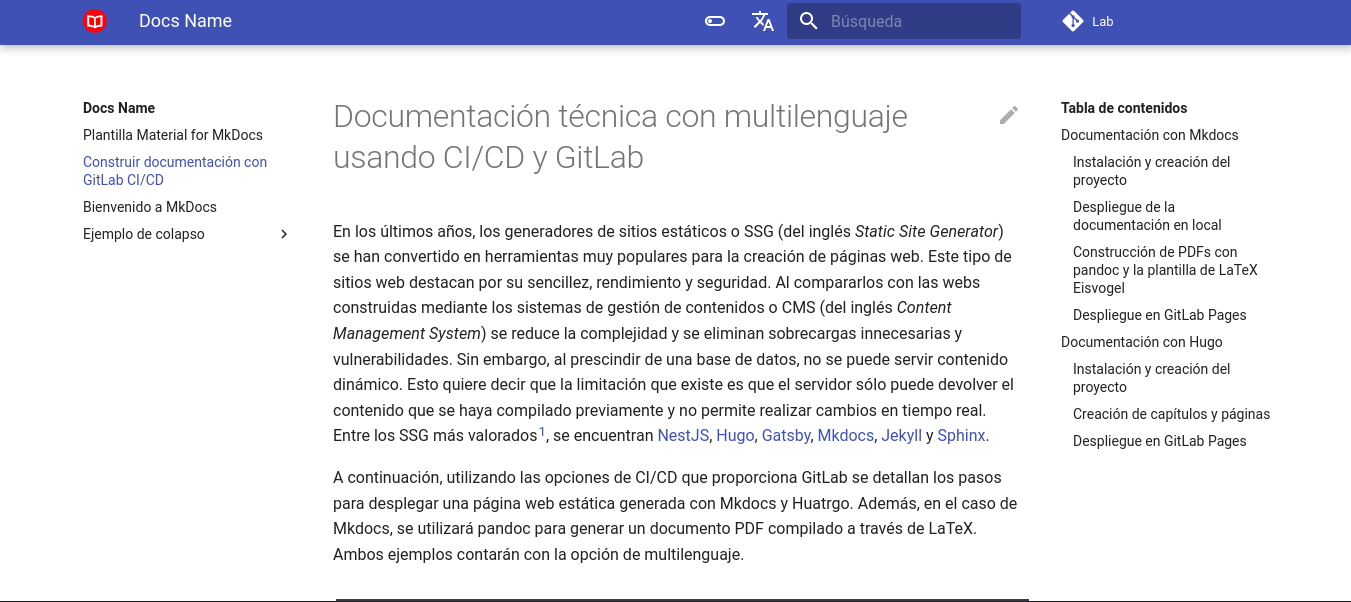 Docs Name
Búsqueda
Lab
Docs Name
Plantilla Material for MkDocs
Construir documentación con
GitLab CI/CD
Bienvenido a MkDocs
Ejemplo de colapso
Documentación técnica con multilenguaje
usando CI/CD y GitLab
En los últimos años, los generadores de sitios estáticos o SSG (del inglés Static Site Generator)
se han convertido en herramientas muy populares para la creación de páginas web. Este tipo de
sitios web destacan por su sencillez, rendimiento y seguridad. Al compararlos con las webs
construidas mediante los sistemas de gestión de contenidos o CMS (del inglés Content
Management System) se reduce la complejidad y se eliminan sobrecargas innecesarias y
vulnerabilidades. Sin embargo, al prescindir de una base de datos, no se puede servir contenido
dinámico. Esto quiere decir que la limitación que existe es que el servidor sólo puede devolver el
contenido que se haya compilado previamente y no permite realizar cambios en tiempo real.
Entre los SSG más valorados1, se encuentran NestJS, Hugo, Gatsby, Mkdocs, Jekyll y Sphinx.
A continuación, utilizando las opciones de CI/CD que proporciona GitLab se detallan los pasos
para desplegar una página web estática generada con Mkdocs y Huatrgo. Además, en el caso de
Mkdocs, se utilizará pandoc para generar un documento PDF compilado a través de LaTeX.
Ambos ejemplos contarán con la opción de multilenguaje.
Tabla de contenidos
Documentación con Mkdocs
Instalación y creación del
proyecto
Despliegue de la
documentación en local
Construcción de PDFs con
pandoc y la plantilla de LaTeX
Eisvogel
Despliegue en GitLab Pages
Documentación con Hugo
Instalación y creación del
proyecto
Creación de capítulos y páginas
Despliegue en GitLab Pages